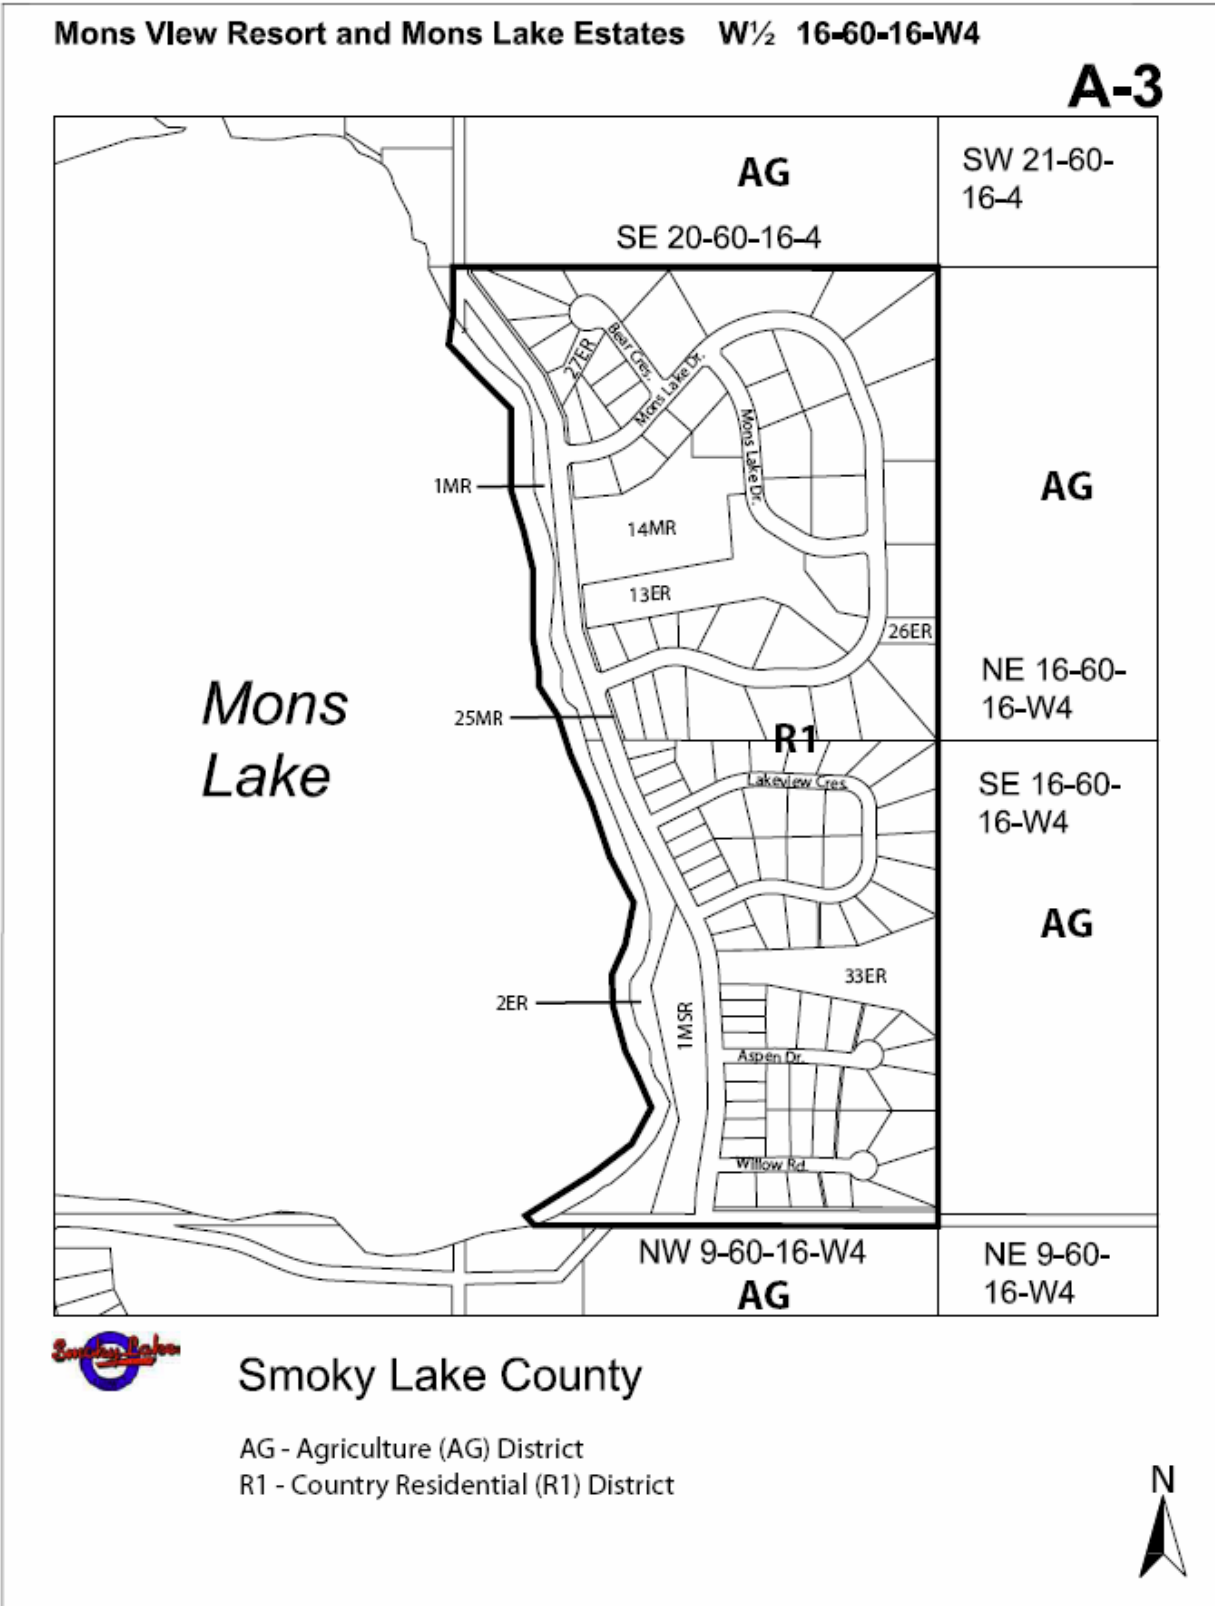 Mons View Resort and Mons Lake Estates W½ 16-60-16-W4
A-3
AG
SE 20-60-16-4
SW 21-60-
16-4
Bear Cres.
27ER
Mons Lake Dr.
Mons Lake Dr.
1MR
14MR
13ER
26ER
AG
NE 16-60-
16-W4
Mons
Lake
25MR
R1
Lakeview Cres.
SE 16-60-
16-W4
AG
33ER
2ER
1MSR
Aspen Dr.
Willow Rd.
NW 9-60-16-W4
AG
NE 9-60-
16-W4
Smoky Lake
Smoky Lake County
AG - Agriculture (AG) District
R1 - Country Residential (R1) District
N